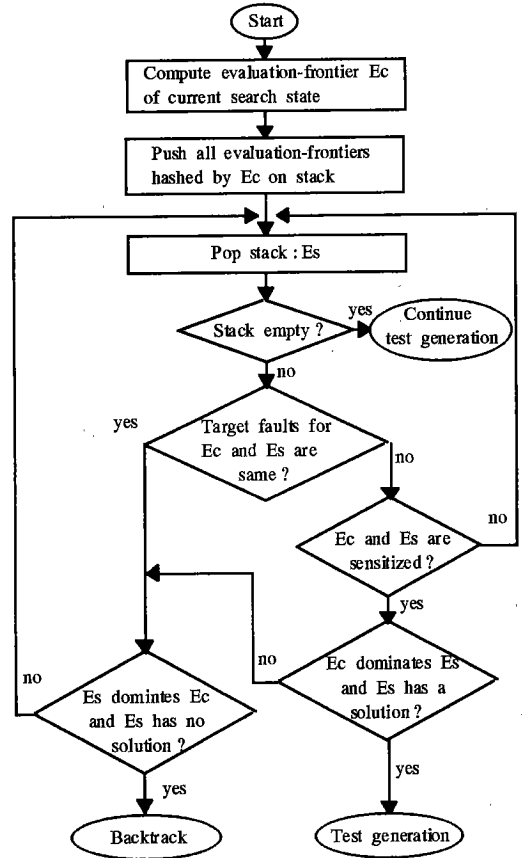 Start
Compute evaluation-frontier Ec
of current search state
Push all evaluation-frontiers
hashed by Ec on stack
Pop stack : Es
Stack empty ?
yes
Continue
test generation
no
Target faults for
Ec and Es are
same ?
yes
no
Ec and Es are
sensitized ?
no
yes
Ec dominates Es
and Es has a
solution ?
no
Es domintes Ec
and Es has no
solution ?
no
yes
yes
Backtrack
Test generation